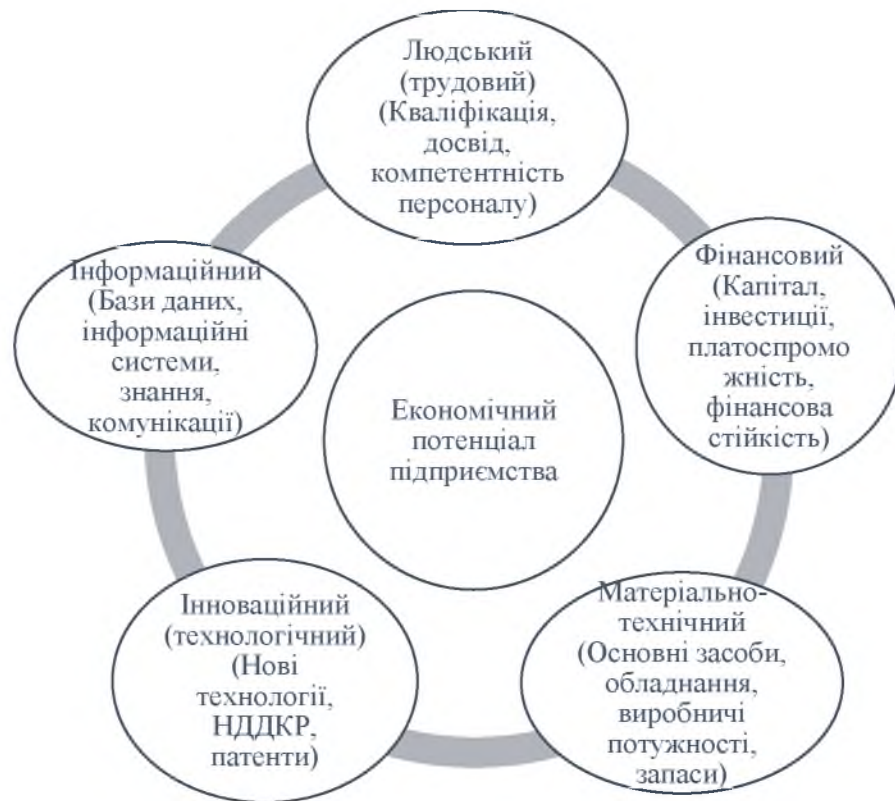 Людський
(трудовий)
(Кваліфікація,
досвід,
компетентність
персоналу)
Фінансовий
(Капітал,
інвестиції,
платоспромо
жність,
фінансова
стійкість)
Матеріально-
технічний
(Основні засоби,
обладнання,
виробничі
потужності,
запаси)
Інноваційний
(технологічний)
(Нові
технології,
НДДКР,
патенти)
Інформаційний
(Бази даних,
інформаційні
системи,
знання,
комунікації)
Економічний
потенціал
підприємства